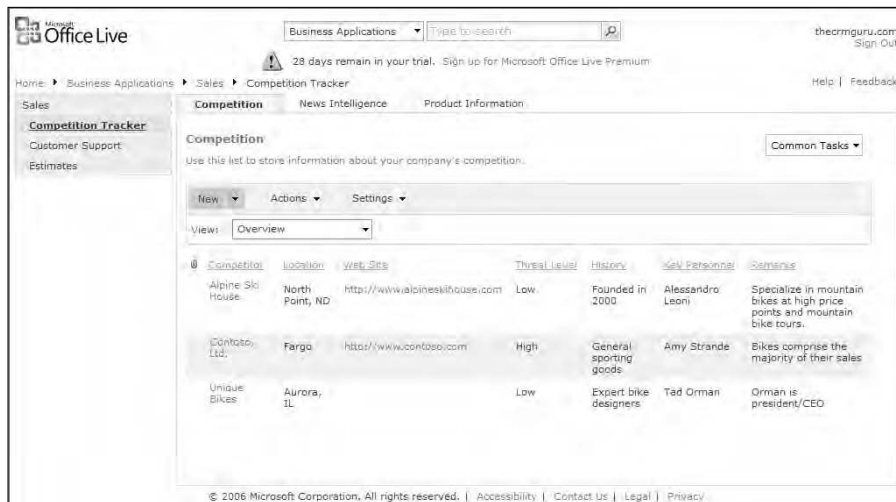 Microsoft
Office Live
Business Applications
Type to search
thecrmguru.com
Sign Out
28 days remain in your trial. Sign up for Microsoft Office Live Premium
Home Business Applications Sales Competition Tracker
Help | Feedback
Sales
Competition Tracker
Customer Support
Estimates
Competition News Intelligence Product Information
Competition
Use this list to store information about your company's competition.
Common Tasks
New Actions Settings
View: Overview
Competitor Location Web Site Threat Level History Key Personnel Remarks
Alpine Ski House North Point, ND http://www.alpineskihouse.com Low Founded in 2000 Alessandro Leoni Specialize in mountain bikes at high price points and mountain bike tours.
Contoso, Ltd. Fargo http://www.contoso.com High General sporting goods Amy Strande Bikes comprise the majority of their sales
Unique Bikes Aurora, IL Low Expert bike designers Tad Orman Orman is president/CEO
© 2006 Microsoft Corporation. All rights reserved. | Accessibility | Contact Us | Legal | Privacy